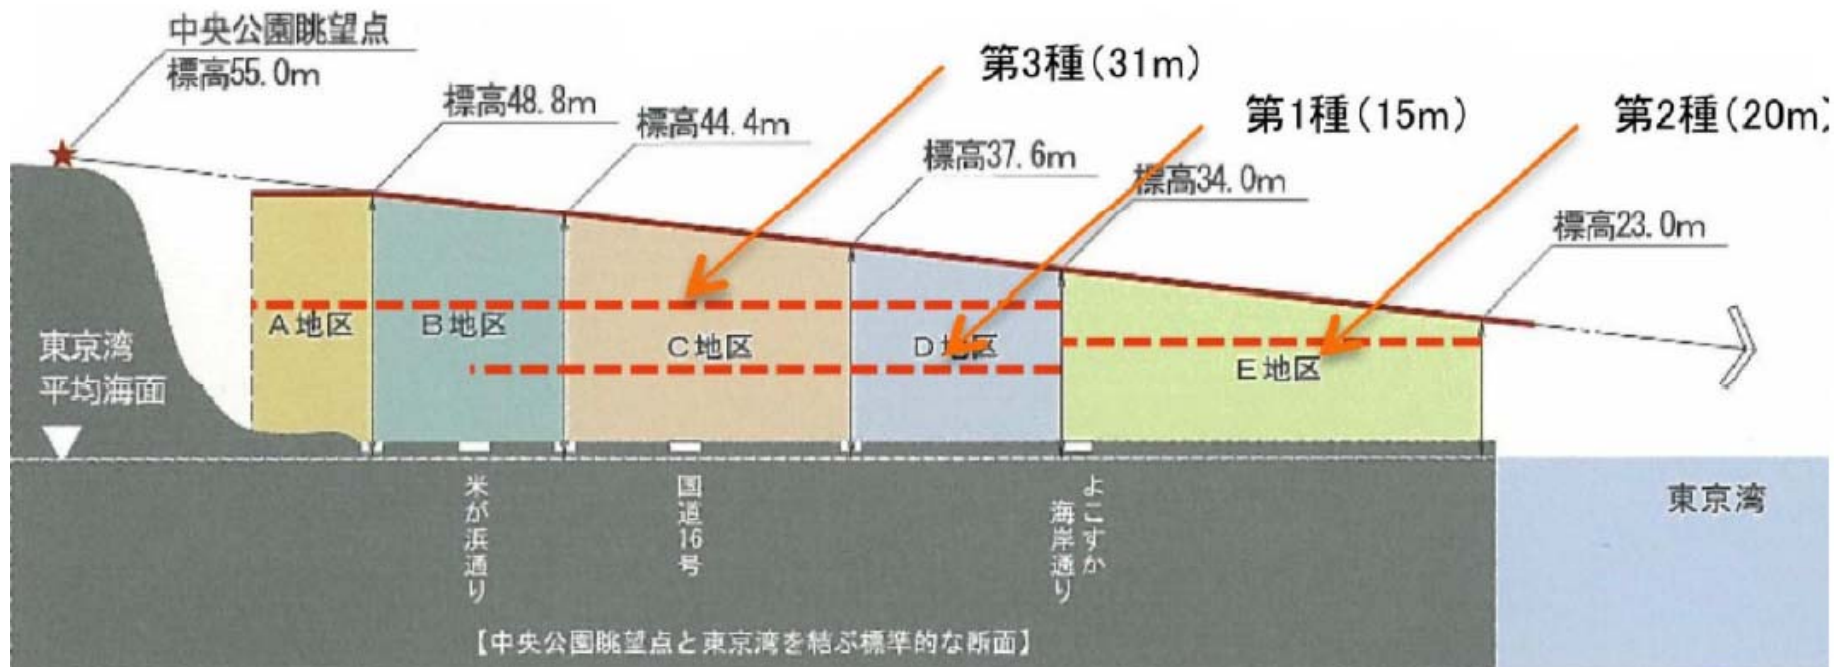 中央公園眺望点
標高55.0m
標高48.8m
標高44.4m
第3種(31m)
標高37.6m
第1種(15m)
標高34.0m
第2種(20m)
標高23.0m
東京湾
平均海面
A地区
B地区
C地区
D地区
E地区
米が浜通り
国道16号
よこすか
海岸通り
東京湾
【中央公園眺望点と東京湾を結ぶ標準的な断面】